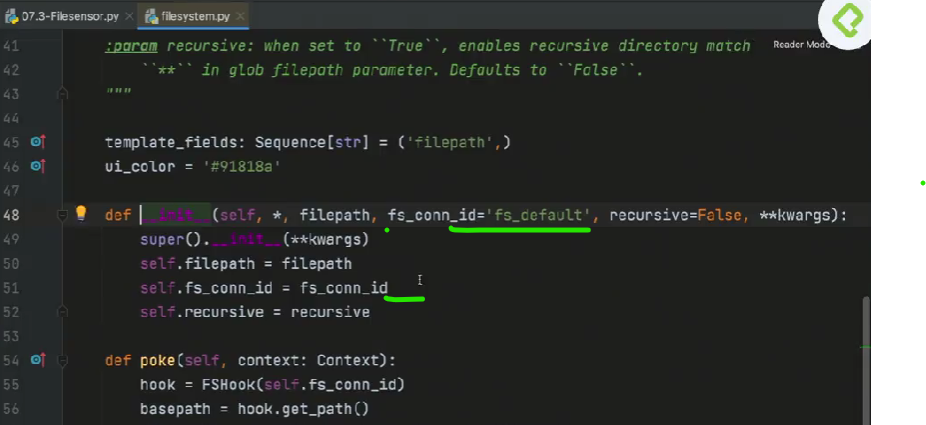 07.3-Filesensor.py × filesystem.py ×
Reader Mode
41 :param recursive: when set to ``True``, enables recursive directory match
42 ``**`` in glob filepath parameter. Defaults to ``False``.
43 """
44
45 template_fields: Sequence[str] = ('filepath',)
46 ui_color = '#91818a'
47
48 def __init__(self, *, filepath, fs_conn_id='fs_default', recursive=False, **kwargs):
49 super().__init__(**kwargs)
50 self.filepath = filepath
51 self.fs_conn_id = fs_conn_id
52 self.recursive = recursive
53
54 def poke(self, context: Context):
55 hook = FSHook(self.fs_conn_id)
56 basepath = hook.get_path()